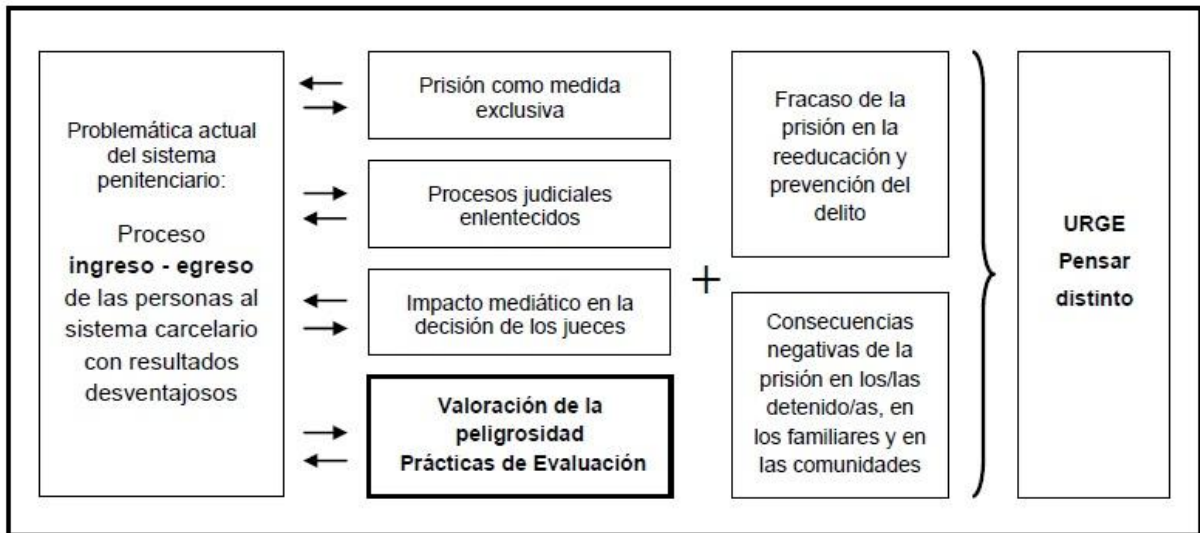 Problemática actual
del sistema
penitenciario:
Proceso
ingreso - egreso
de las personas al
sistema carcelario
con resultados
desventajosos
Prisión como medida
exclusiva
Procesos judiciales
enlentecidos
Impacto mediático en la
decisión de los jueces
Valoración de la
peligrosidad
Prácticas de Evaluación
+
Fracaso de la
prisión en la
reeducación y
prevención del
delito
Consecuencias
negativas de la
prisión en los/las
detenido/as, en
los familiares y en
las comunidades
URGE
Pensar
distinto